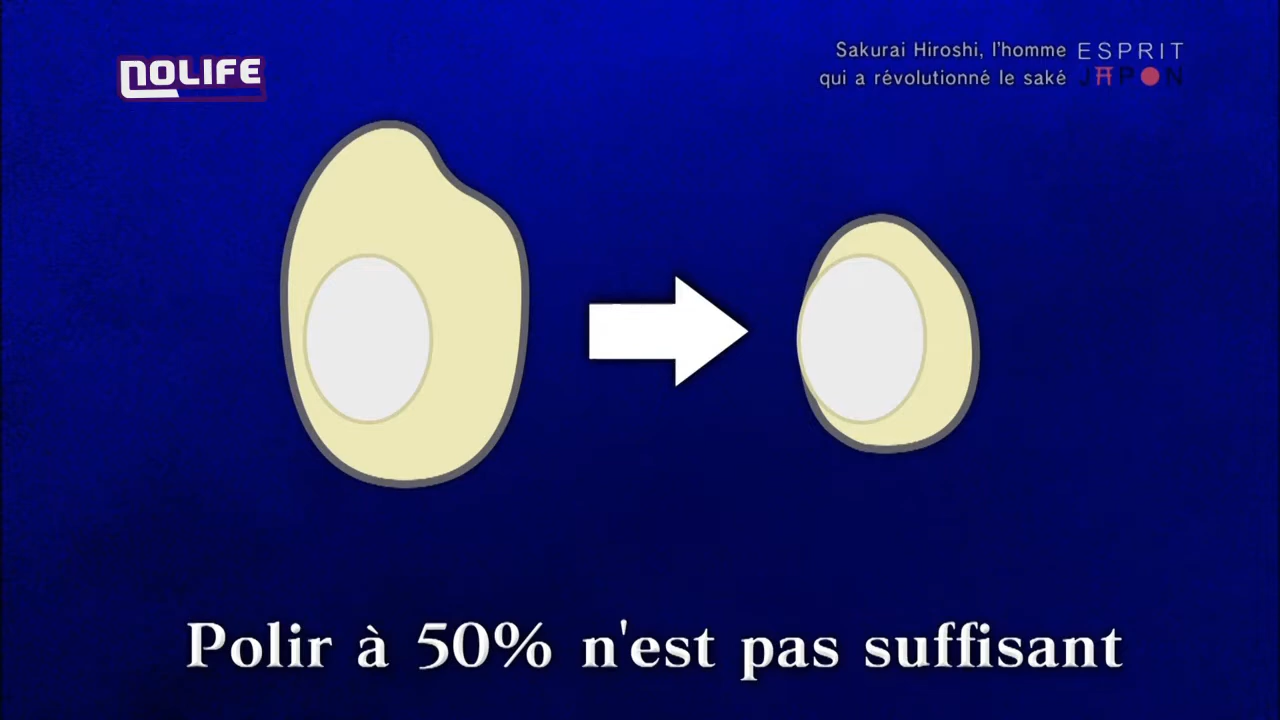 NOLIFE
Sakurai Hiroshi, l'homme
qui a révolutionné le saké
ESPRIT
JAPON
Polir à 50% n'est pas suffisant